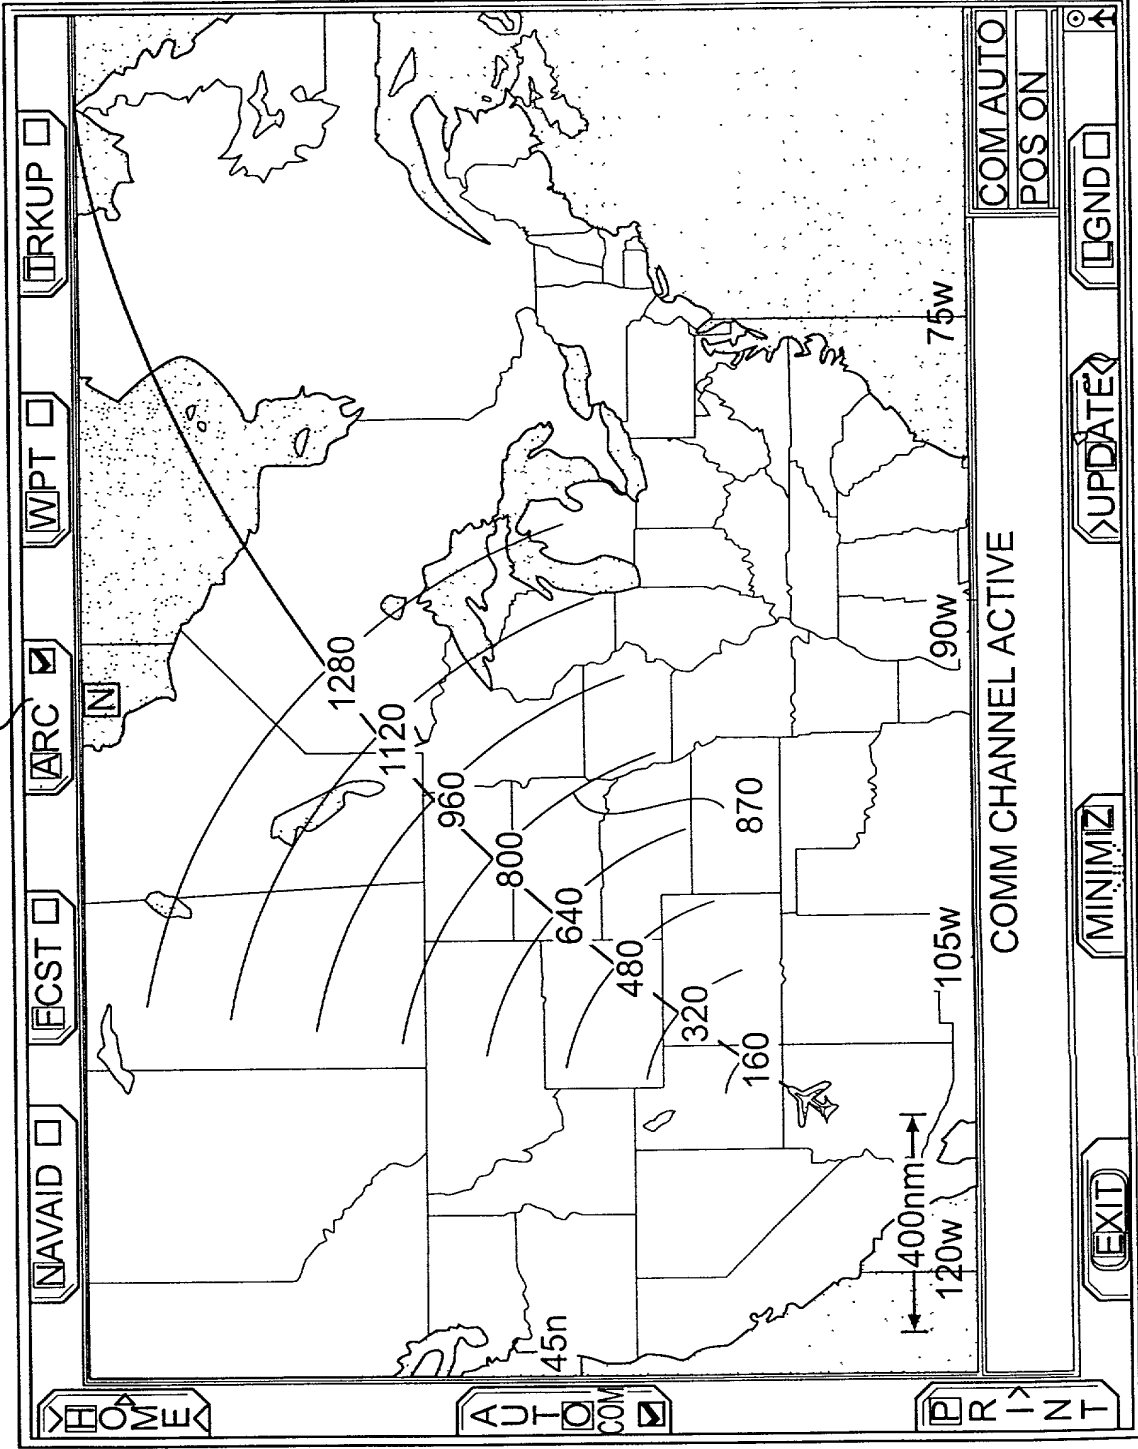 >HOME<
NAVAID
FCST
ARC
WPT
TRKUP
N
1280
1120
960
800
640
480
320
160
870
AUTO
COM
45n
400nm
120w
105w
90w
75w
PRINT
COMM CHANNEL ACTIVE
COM AUTO
POS ON
EXIT
MINIMIZ
>UPDATE<
LGND